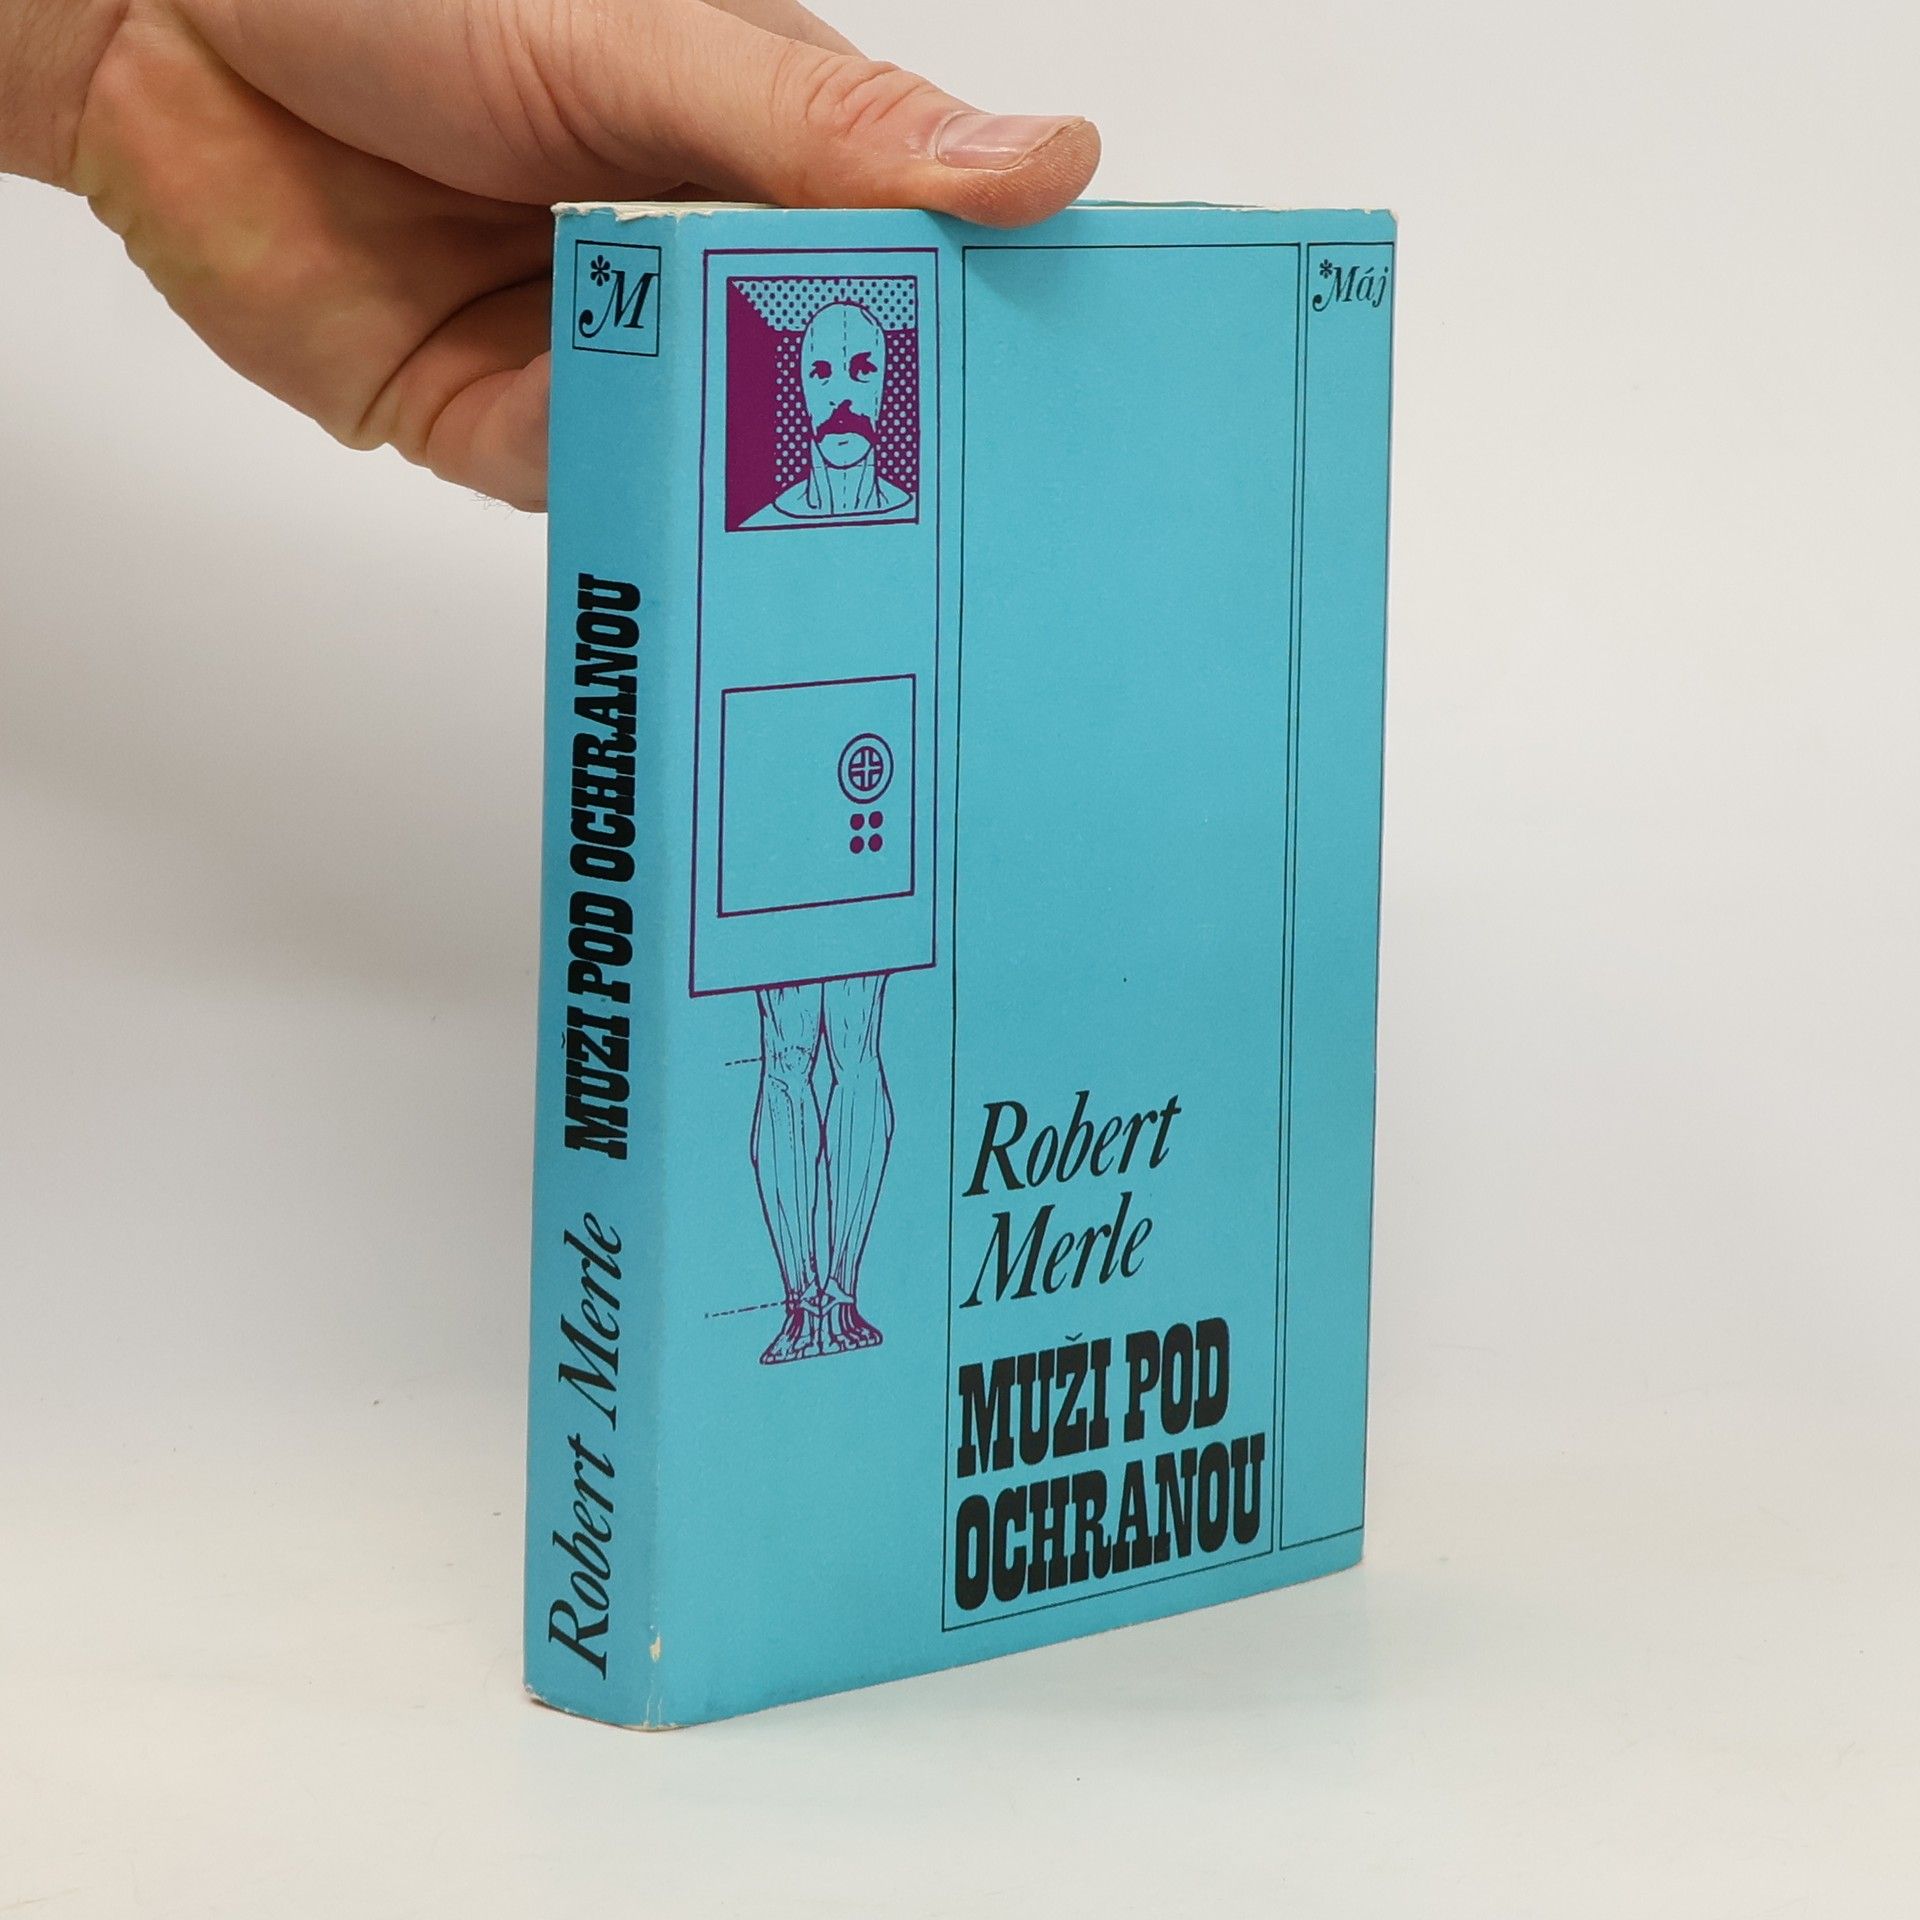 *M
Robert Merle MUŽI POD OCHRANOU
*Máj
Robert
Merle
MUŽI POD
OCHRANOU